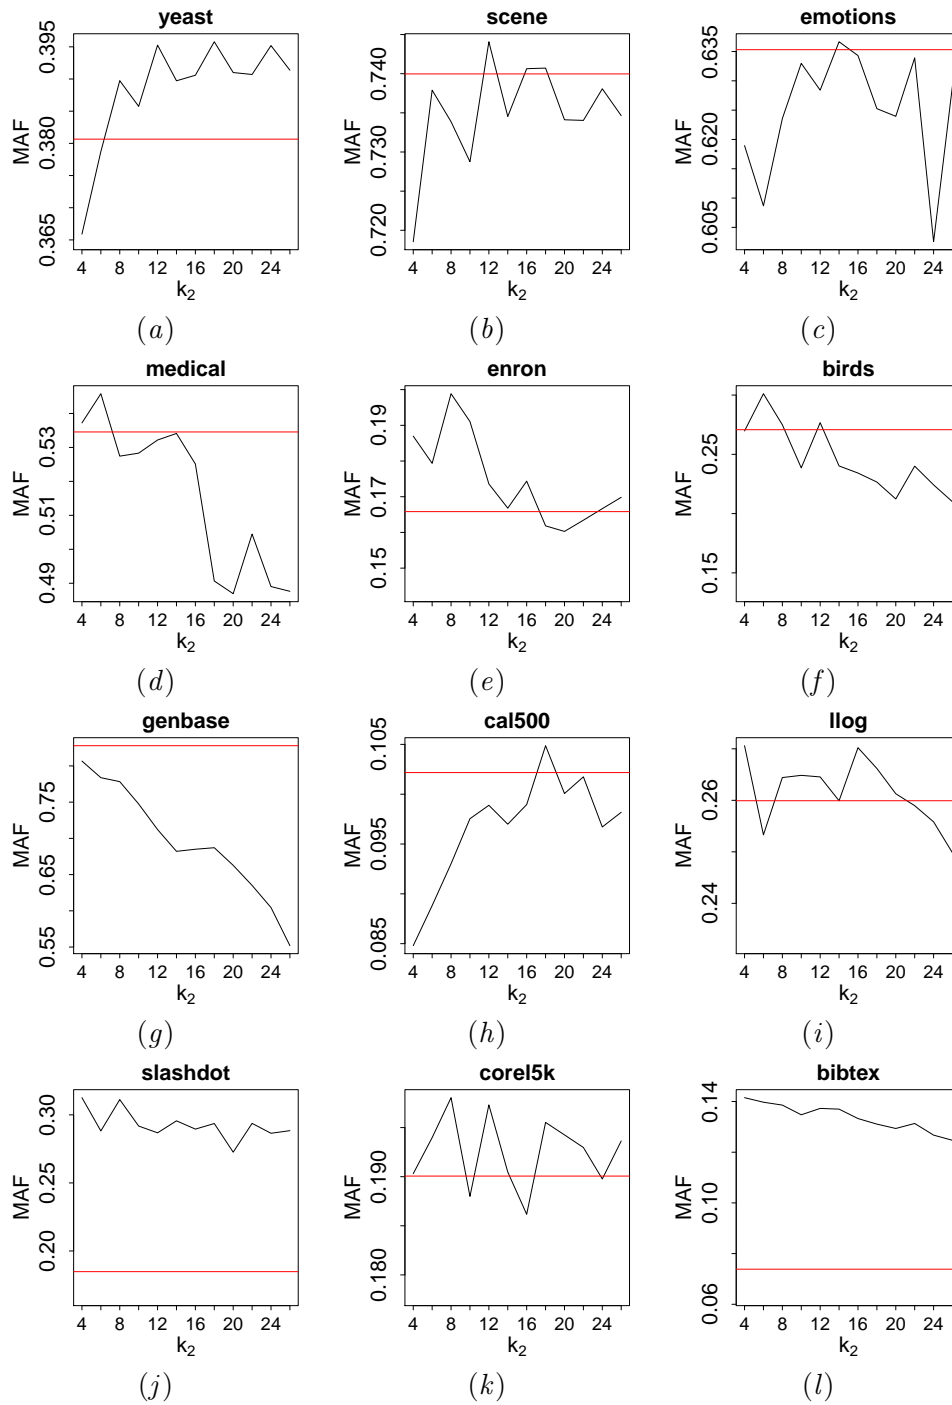 yeast
scene
emotions
MAF
0.365 0.380 0.395
MAF
0.720 0.730 0.740
MAF
0.605 0.620 0.635
4 8 12 16 20 24
4 8 12 16 20 24
4 8 12 16 20 24
k2
k2
k2
(a)
(b)
(c)
medical
enron
birds
MAF
0.49 0.51 0.53
MAF
0.15 0.17 0.19
MAF
0.15 0.25
4 8 12 16 20 24
4 8 12 16 20 24
4 8 12 16 20 24
k2
k2
k2
(d)
(e)
(f)
genbase
cal500
llog
MAF
0.55 0.65 0.75
MAF
0.085 0.095 0.105
MAF
0.24 0.26
4 8 12 16 20 24
4 8 12 16 20 24
4 8 12 16 20 24
k2
k2
k2
(g)
(h)
(i)
slashdot
corel5k
bibtex
MAF
0.20 0.25 0.30
MAF
0.180 0.190
MAF
0.06 0.10 0.14
4 8 12 16 20 24
4 8 12 16 20 24
4 8 12 16 20 24
k2
k2
k2
(j)
(k)
(l)